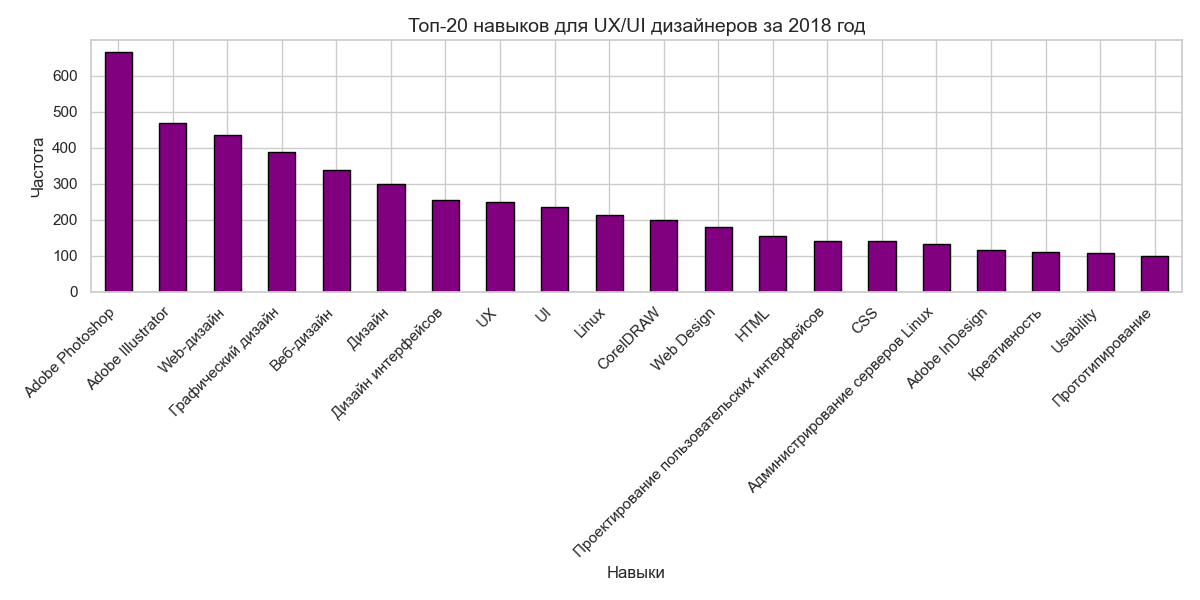 Топ-20 навыков для UX/UI дизайнеров за 2018 год
Частота
600
500
400
300
200
100
0
Adobe Photoshop
Adobe Illustrator
Web-дизайн
Графический дизайн
Веб-дизайн
Дизайн
Дизайн интерфейсов
UX
UI
Linux
CorelDRAW
Web Design
HTML
Проектирование пользовательских интерфейсов
CSS
Администрирование серверов Linux
Adobe InDesign
Креативность
Usability
Прототипирование
Навыки